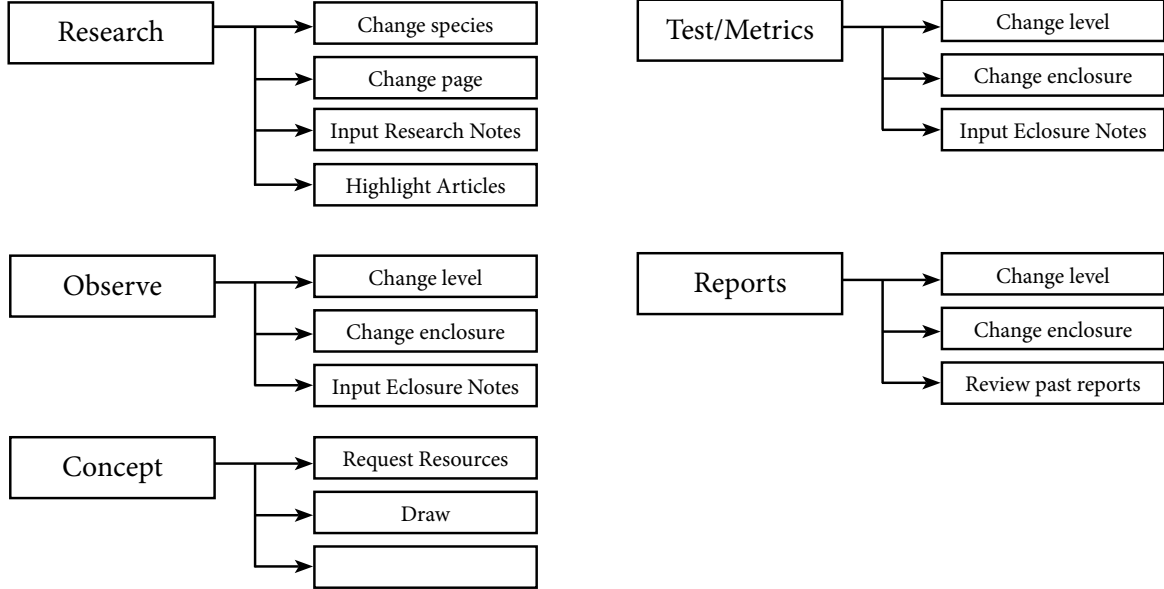 Research
Change species
Change page
Input Research Notes
Highlight Articles
Observe
Change level
Change enclosure
Input Eclosure Notes
Concept
Request Resources
Draw
Test/Metrics
Change level
Change enclosure
Input Eclosure Notes
Reports
Change level
Change enclosure
Review past reports